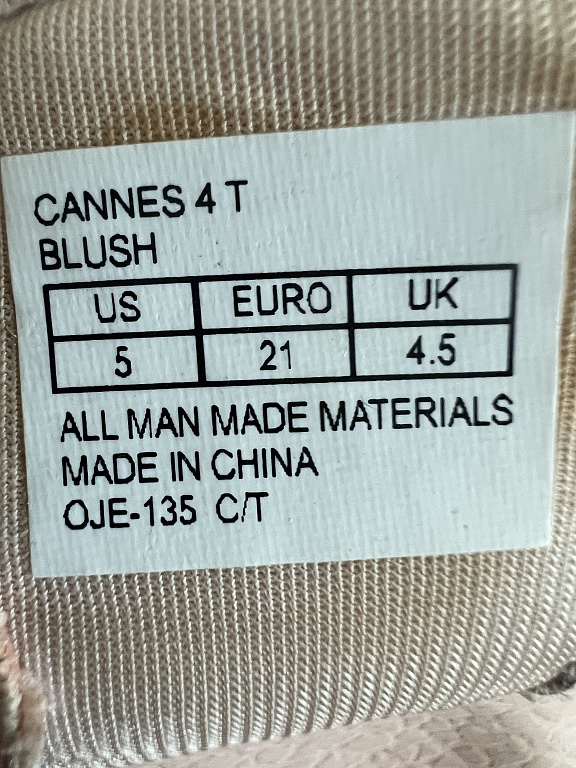 CANNES 4 T
BLUSH
US EURO UK
5 21 4.5
ALL MAN MADE MATERIALS
MADE IN CHINA
OJE-135 C/T